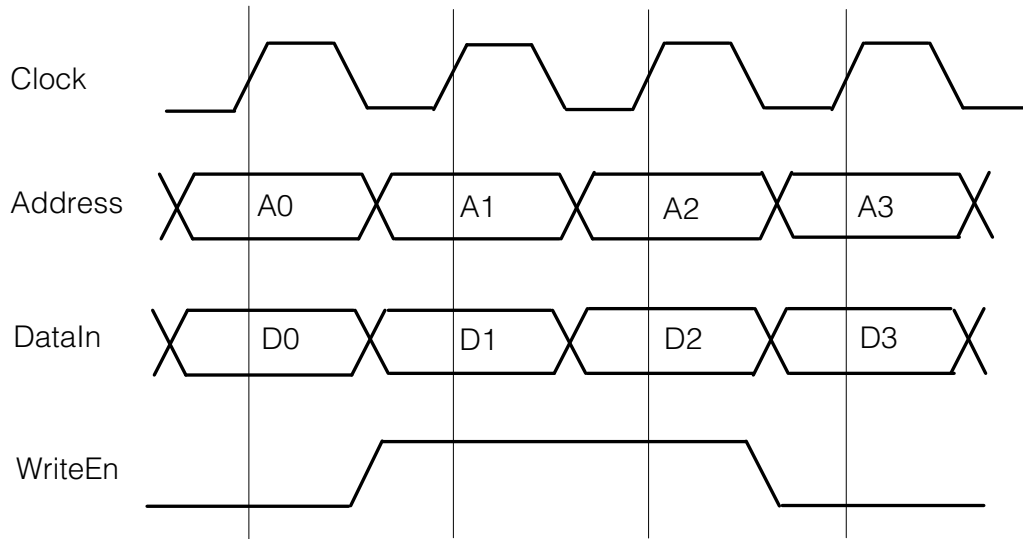 Clock
Address A0 A1 A2 A3
DataIn D0 D1 D2 D3
WriteEn